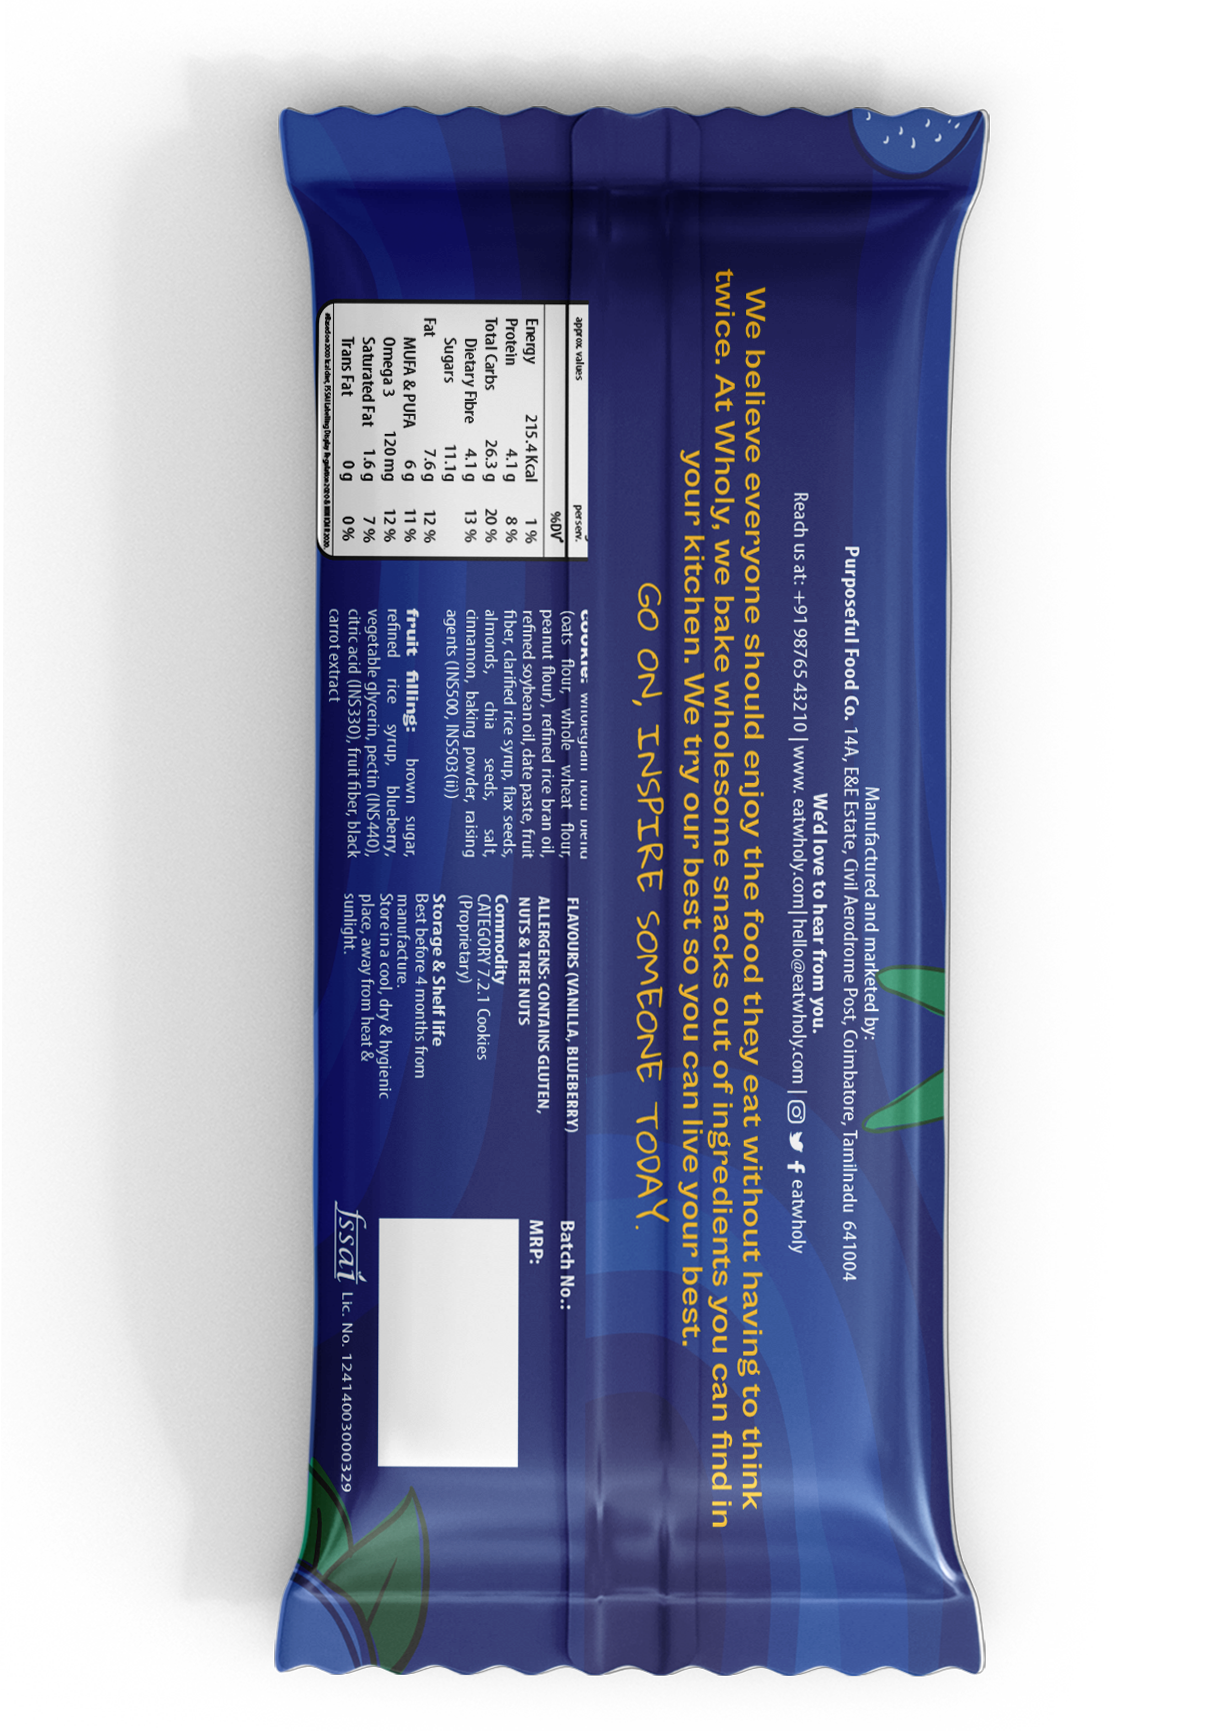 Manufactured and marketed by:
Purposeful Food Co. 14A, E&E Estate, Civil Aerodrome Post, Coimbatore, Tamilnadu 641004
We'd love to hear from you.
Reach us at: +91 98765 43210 | www. eatwholy.com| hello@eatwholy.com | eatwholy
We believe everyone should enjoy the food they eat without having to think
twice. At Wholy, we bake wholesome snacks out of ingredients you can find in
your kitchen. We try our best so you can live your best.
GO ON, INSPIRE SOMEONE TODAY.
approx. values per serv.
%DV*
Energy 215.4 Kcal 1 %
Protein 4.1 g 8 %
Total Carbs 26.3 g 20 %
Dietary Fibre 4.1 g 13 %
Sugars 11.1g
Fat 7.6 g 12 %
MUFA & PUFA 6 g 11 %
Omega 3 120 mg 12 %
Saturated Fat 1.6 g 7 %
Trans Fat 0 g 0 %
cookie: wholegrain flour blend
(oats flour, whole wheat flour,
peanut flour), refined rice bran oil,
refined soybean oil, date paste, fruit
fiber, clarified rice syrup, flax seeds,
almonds, chia seeds, salt,
cinnamon, baking powder, raising
agents (INS500, INS503(ii))
fruit filling: brown sugar,
refined rice syrup, blueberry,
vegetable glycerin, pectin (INS440),
citric acid (INS330), fruit fiber, black
carrot extract
FLAVOURS (VANILLA, BLUEBERRY)
ALLERGENS: CONTAINS GLUTEN,
NUTS & TREE NUTS
Commodity
CATEGORY 7.2.1 Cookies
(Proprietary)
Storage & Shelf life
Best before 4 months from
manufacture.
Store in a cool, dry & hygienic
place, away from heat &
sunlight.
Batch No.:
MRP:
fssai Lic. No. 12414003000329